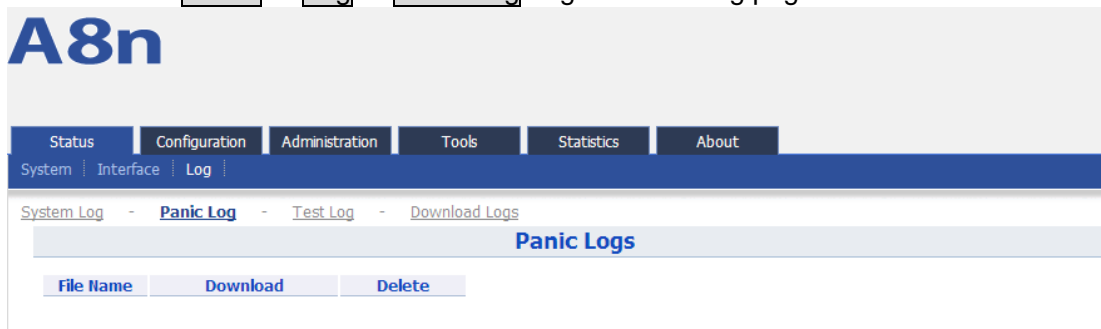 A8n
Status Configuration Administration Tools Statistics About
System Interface Log
System Log - Panic Log - Test Log - Download Logs
Panic Logs
File Name Download Delete